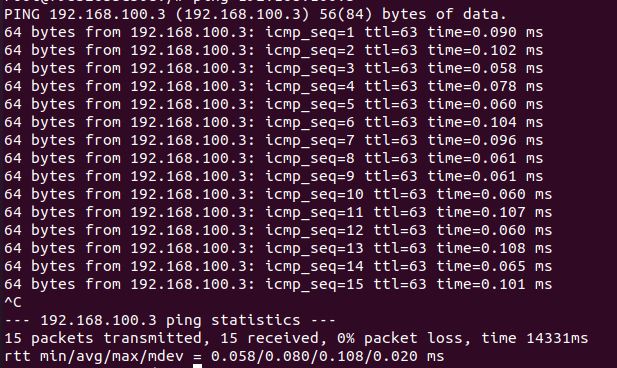 PING 192.168.100.3 (192.168.100.3) 56(84) bytes of data.
64 bytes from 192.168.100.3: icmp_seq=1 ttl=63 time=0.090 ms
64 bytes from 192.168.100.3: icmp_seq=2 ttl=63 time=0.102 ms
64 bytes from 192.168.100.3: icmp_seq=3 ttl=63 time=0.058 ms
64 bytes from 192.168.100.3: icmp_seq=4 ttl=63 time=0.078 ms
64 bytes from 192.168.100.3: icmp_seq=5 ttl=63 time=0.060 ms
64 bytes from 192.168.100.3: icmp_seq=6 ttl=63 time=0.104 ms
64 bytes from 192.168.100.3: icmp_seq=7 ttl=63 time=0.096 ms
64 bytes from 192.168.100.3: icmp_seq=8 ttl=63 time=0.061 ms
64 bytes from 192.168.100.3: icmp_seq=9 ttl=63 time=0.061 ms
64 bytes from 192.168.100.3: icmp_seq=10 ttl=63 time=0.060 ms
64 bytes from 192.168.100.3: icmp_seq=11 ttl=63 time=0.107 ms
64 bytes from 192.168.100.3: icmp_seq=12 ttl=63 time=0.060 ms
64 bytes from 192.168.100.3: icmp_seq=13 ttl=63 time=0.108 ms
64 bytes from 192.168.100.3: icmp_seq=14 ttl=63 time=0.065 ms
64 bytes from 192.168.100.3: icmp_seq=15 ttl=63 time=0.101 ms
^C
--- 192.168.100.3 ping statistics ---
15 packets transmitted, 15 received, 0% packet loss, time 14331ms
rtt min/avg/max/mdev = 0.058/0.080/0.108/0.020 ms